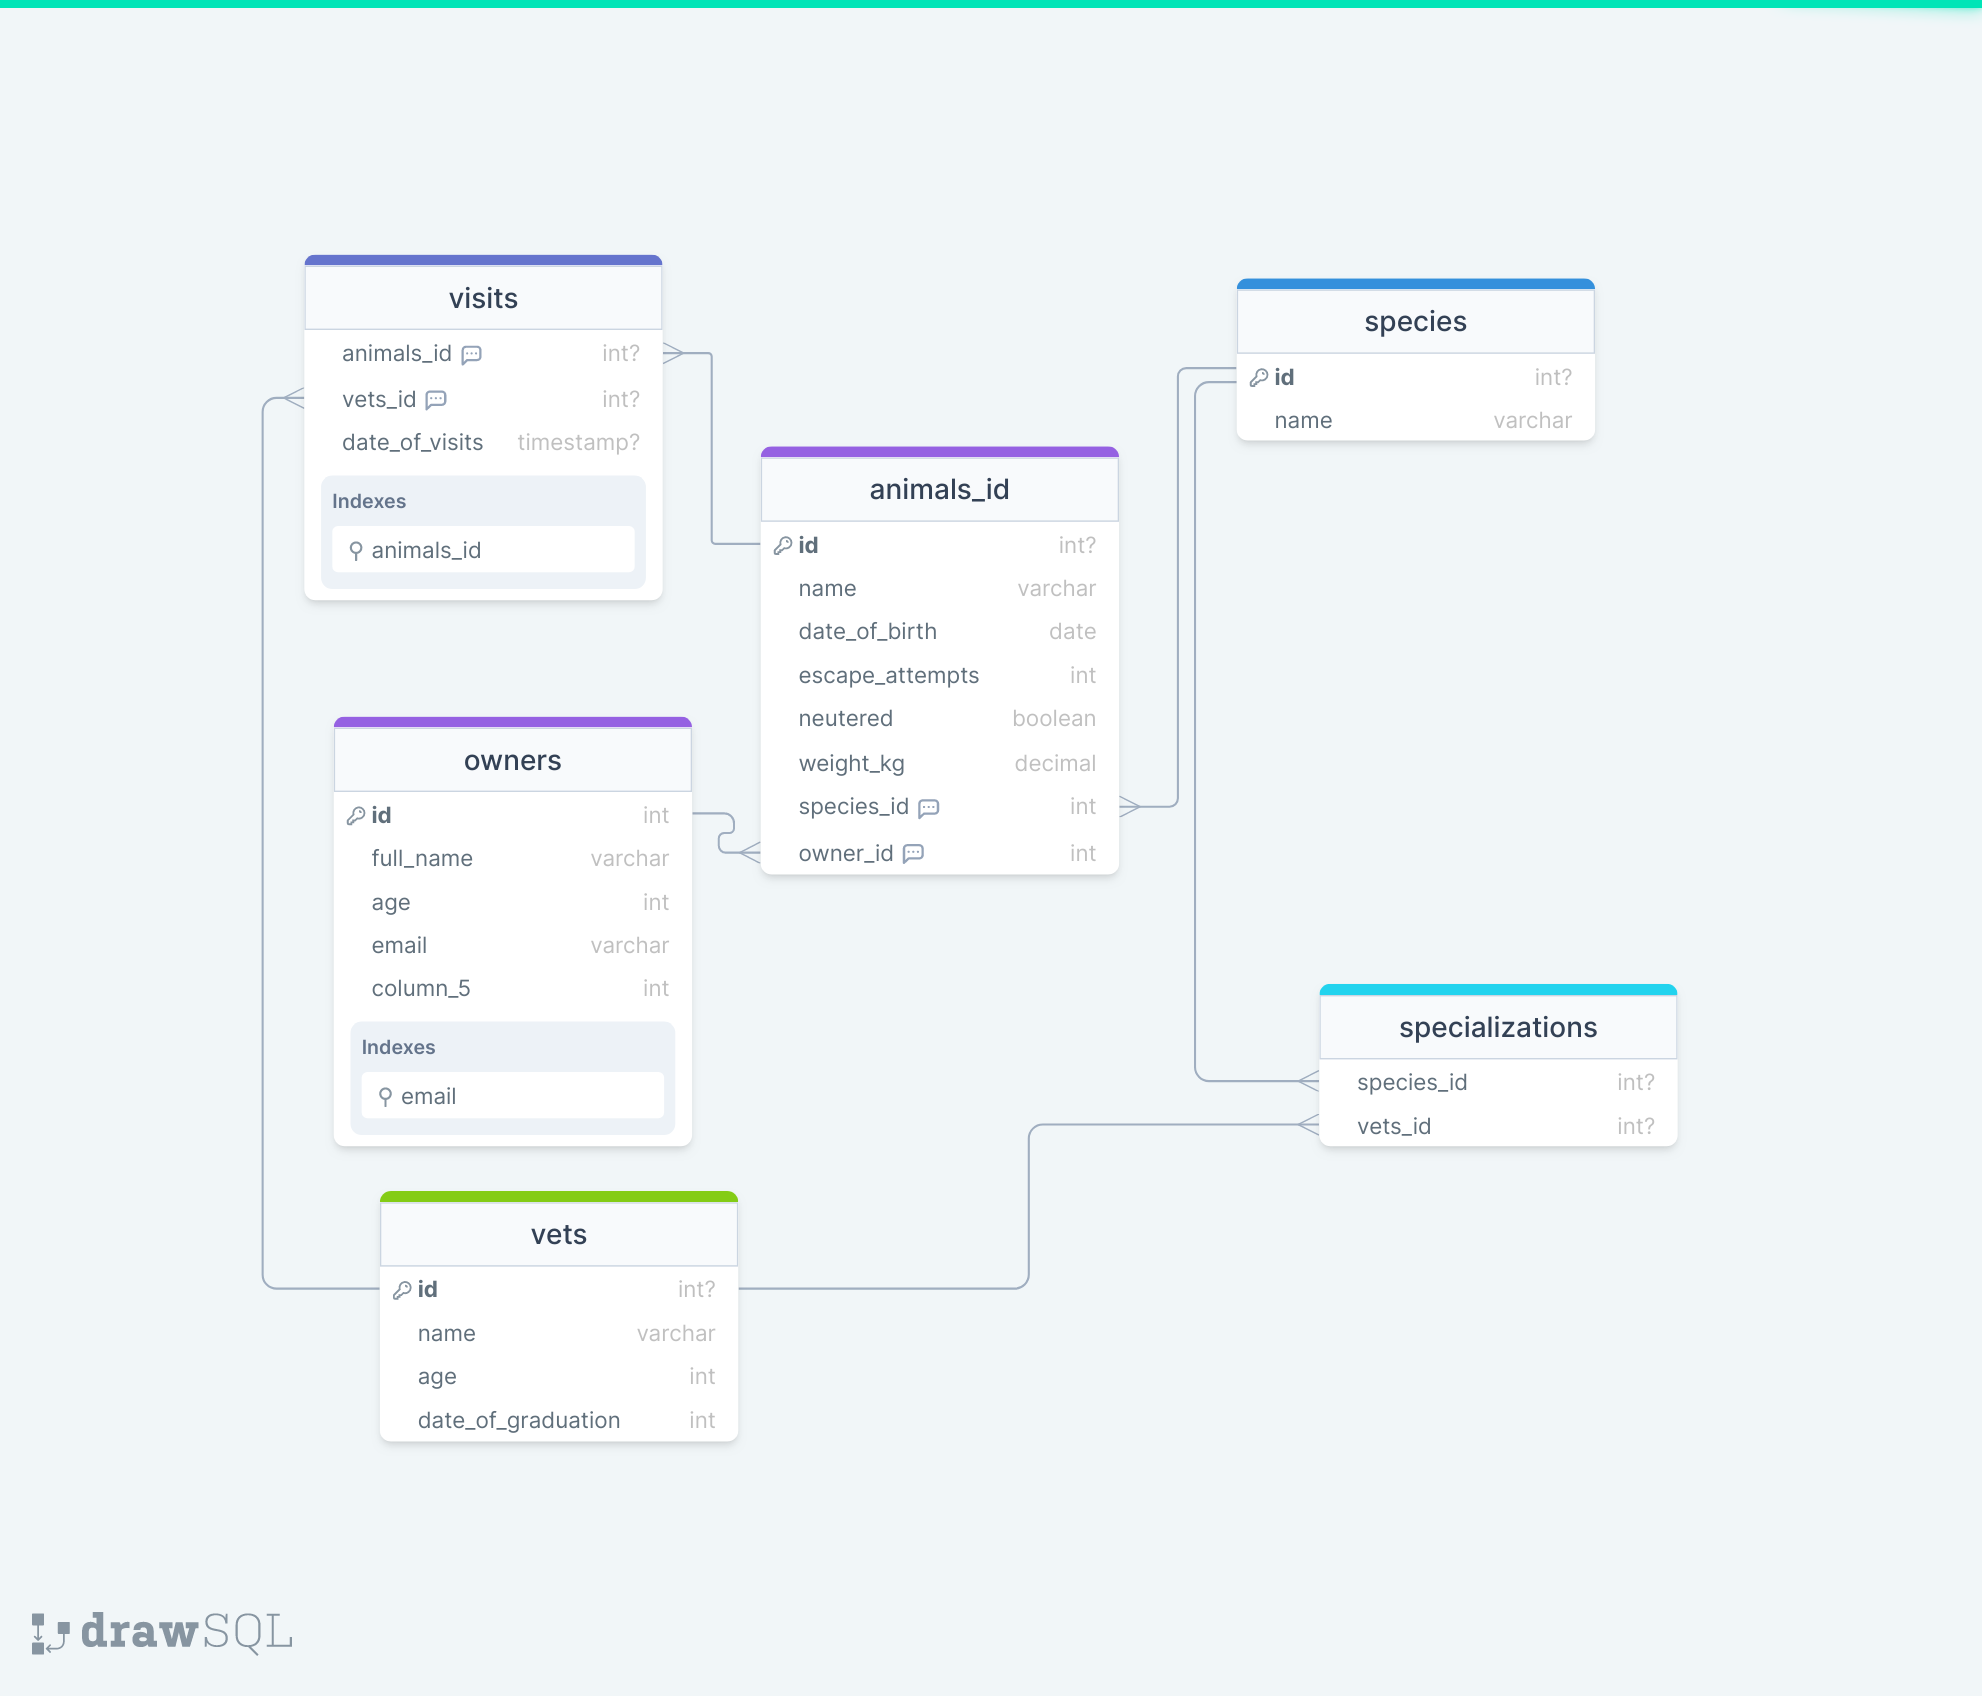 visits
animals_id int?
vets_id int?
date_of_visits timestamp?
Indexes
animals_id
species
id int?
name varchar
animals_id
id int?
name varchar
date_of_birth date
escape_attempts int
neutered boolean
weight_kg decimal
species_id int
owner_id int
owners
id int
full_name varchar
age int
email varchar
column_5 int
Indexes
email
specializations
species_id int?
vets_id int?
vets
id int?
name varchar
age int
date_of_graduation int
drawSQL